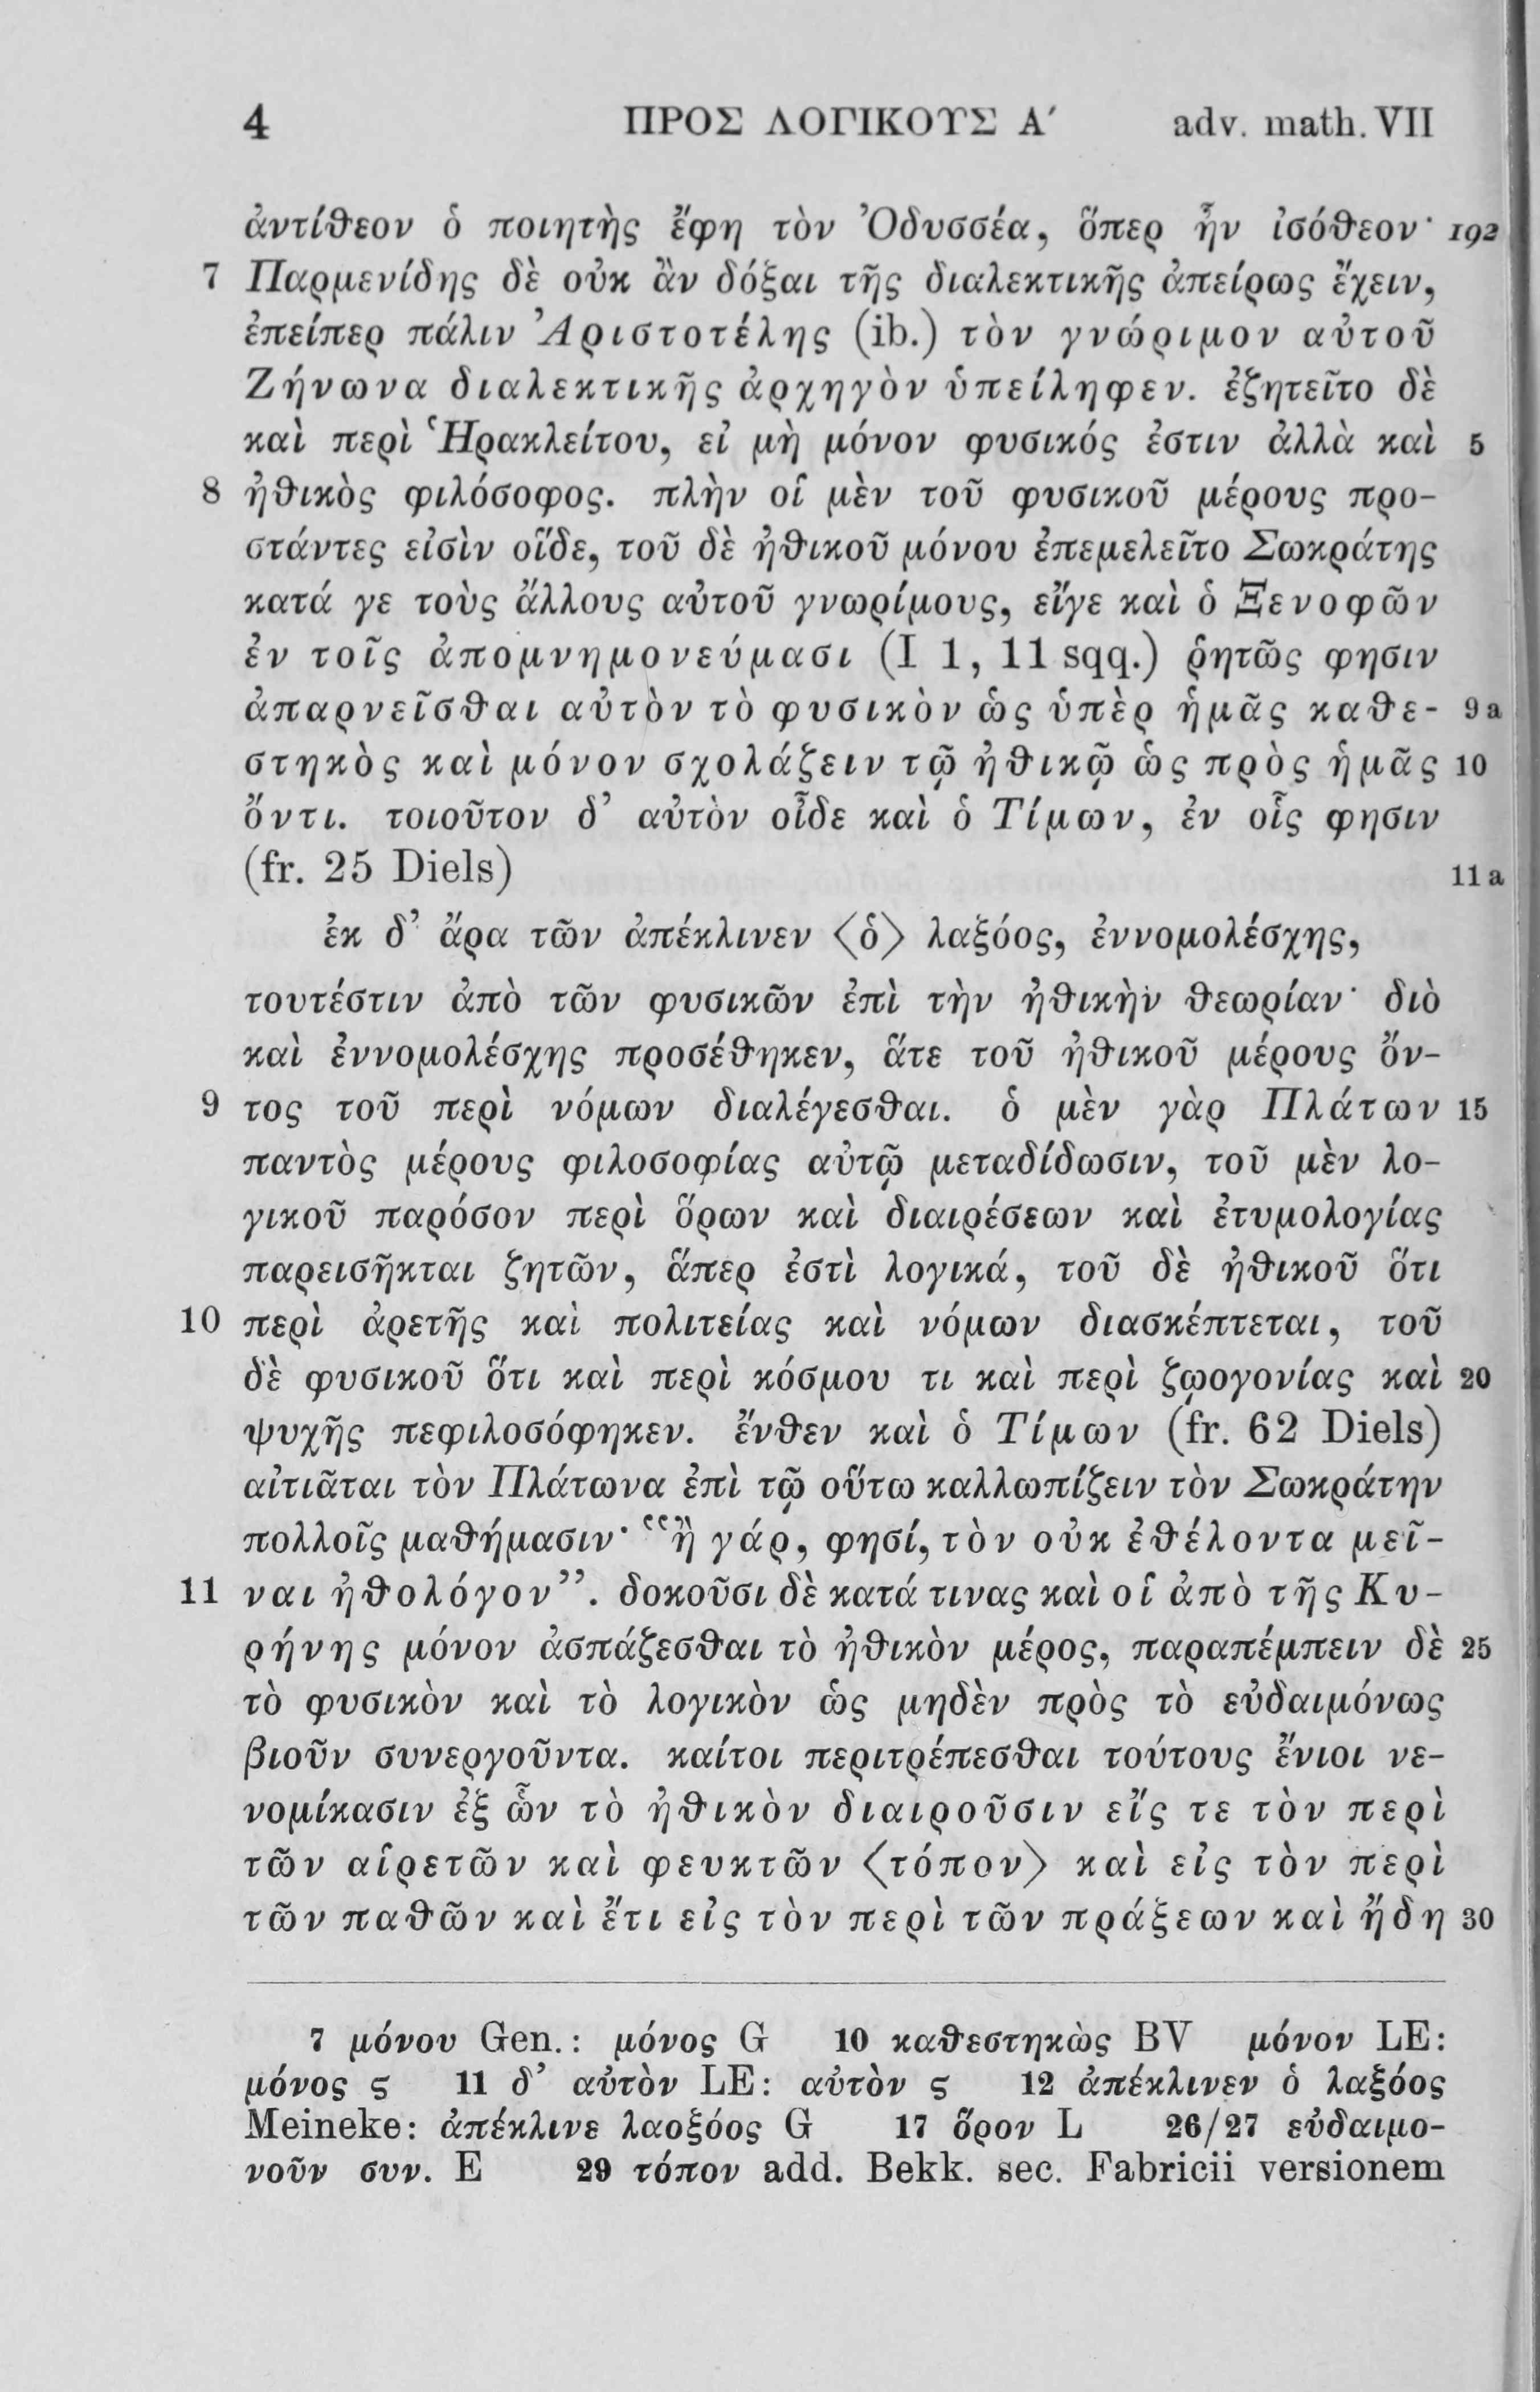 4 ΠΡΟΣ ΛΟΓΙΚΟΥΣ Α′ adv. math. VII
ἀντίθεον ὁ ποιητὴς ἔφη τὸν Ὀδυσσέα, ὅπερ ἦν ἰσόθεον· 192
7 Παρμενίδης δὲ οὐκ ἂν δόξαι τῆς διαλεκτικῆς ἀπείρως ἔχειν,
ἐπείπερ πάλιν Ἀριστοτέλης (ib.) τὸν γνώριμον αὐτοῦ
Ζήνωνα διαλεκτικῆς ἀρχηγὸν ὑπείληφεν. ἐζητεῖτο δὲ
καὶ περὶ Ἡρακλείτου, εἰ μὴ μόνον φυσικός ἐστιν ἀλλὰ καὶ 5
8 ἠθικὸς φιλόσοφος. πλὴν οἱ μὲν τοῦ φυσικοῦ μέρους προ-
στάντες εἰσὶν οἵδε, τοῦ δὲ ἠθικοῦ μόνου ἐπεμελεῖτο Σωκράτης
κατά γε τοὺς ἄλλους αὐτοῦ γνωρίμους, εἴγε καὶ ὁ Ξενοφῶν
ἐν τοῖς ἀπομνημονεύμασι (I 1, 11 sqq.) ῥητῶς φησιν
ἀπαρνεῖσθαι αὐτὸν τὸ φυσικὸν ὡς ὑπὲρ ἡμᾶς καθε- 9a
στηκὸς καὶ μόνον σχολάζειν τῷ ἠθικῷ ὡς πρὸς ἡμᾶς 10
ὄντι. τοιοῦτον δ’ αὐτὸν οἶδε καὶ ὁ Τίμων, ἐν οἷς φησιν
(fr. 25 Diels) 11a
ἐκ δ’ ἄρα τῶν ἀπέκλινεν ⟨ὁ⟩ λαξόος, ἐννομολέσχης,
τουτέστιν ἀπὸ τῶν φυσικῶν ἐπὶ τὴν ἠθικὴν θεωρίαν· διὸ
καὶ ἐννομολέσχης προσέθηκεν, ἅτε τοῦ ἠθικοῦ μέρους ὄν-
9 τος τοῦ περὶ νόμων διαλέγεσθαι. ὁ μὲν γὰρ Πλάτων 15
παντὸς μέρους φιλοσοφίας αὐτῷ μεταδίδωσιν, τοῦ μὲν λο-
γικοῦ παρόσον περὶ ὅρων καὶ διαιρέσεων καὶ ἐτυμολογίας
παρεισῆκται ζητῶν, ἅπερ ἐστὶ λογικά, τοῦ δὲ ἠθικοῦ ὅτι
10 περὶ ἀρετῆς καὶ πολιτείας καὶ νόμων διασκέπτεται, τοῦ
δὲ φυσικοῦ ὅτι καὶ περὶ κόσμου τι καὶ περὶ ζῳογονίας καὶ 20
ψυχῆς πεφιλοσόφηκεν. ἔνθεν καὶ ὁ Τίμων (fr. 62 Diels)
αἰτιᾶται τὸν Πλάτωνα ἐπὶ τῷ οὕτω καλλωπίζειν τὸν Σωκράτην
πολλοῖς μαθήμασιν· “ἢ γάρ, φησί, τὸν οὐκ ἐθέλοντα μεῖ-
11 ναι ἠθολόγον”. δοκοῦσι δὲ κατά τινας καὶ οἱ ἀπὸ τῆς Κυ-
ρήνης μόνον ἀσπάζεσθαι τὸ ἠθικὸν μέρος, παραπέμπειν δὲ 25
τὸ φυσικὸν καὶ τὸ λογικὸν ὡς μηδὲν πρὸς τὸ εὐδαιμόνως
βιοῦν συνεργοῦντα. καίτοι περιτρέπεσθαι τούτους ἔνιοι νε-
νομίκασιν ἐξ ὧν τὸ ἠθικὸν διαιροῦσιν εἴς τε τὸν περὶ
τῶν αἱρετῶν καὶ φευκτῶν ⟨τόπον⟩ καὶ εἰς τὸν περὶ
τῶν παθῶν καὶ ἔτι εἰς τὸν περὶ τῶν πράξεων καὶ ἤδη 30
7 μόνου Gen.: μόνος G 10 καθεστηκὼς BV μόνον LE:
μόνος ς 11 δ’ αὐτὸν LE: αὐτὸν ς 12 ἀπέκλινεν ὁ λαξόος
Meineke: ἀπέκλινε λαοξόος G 17 ὅρον L 26/27 εὐδαιμο-
νοῦν συν. E 29 τόπον add. Bekk. sec. Fabricii versionem